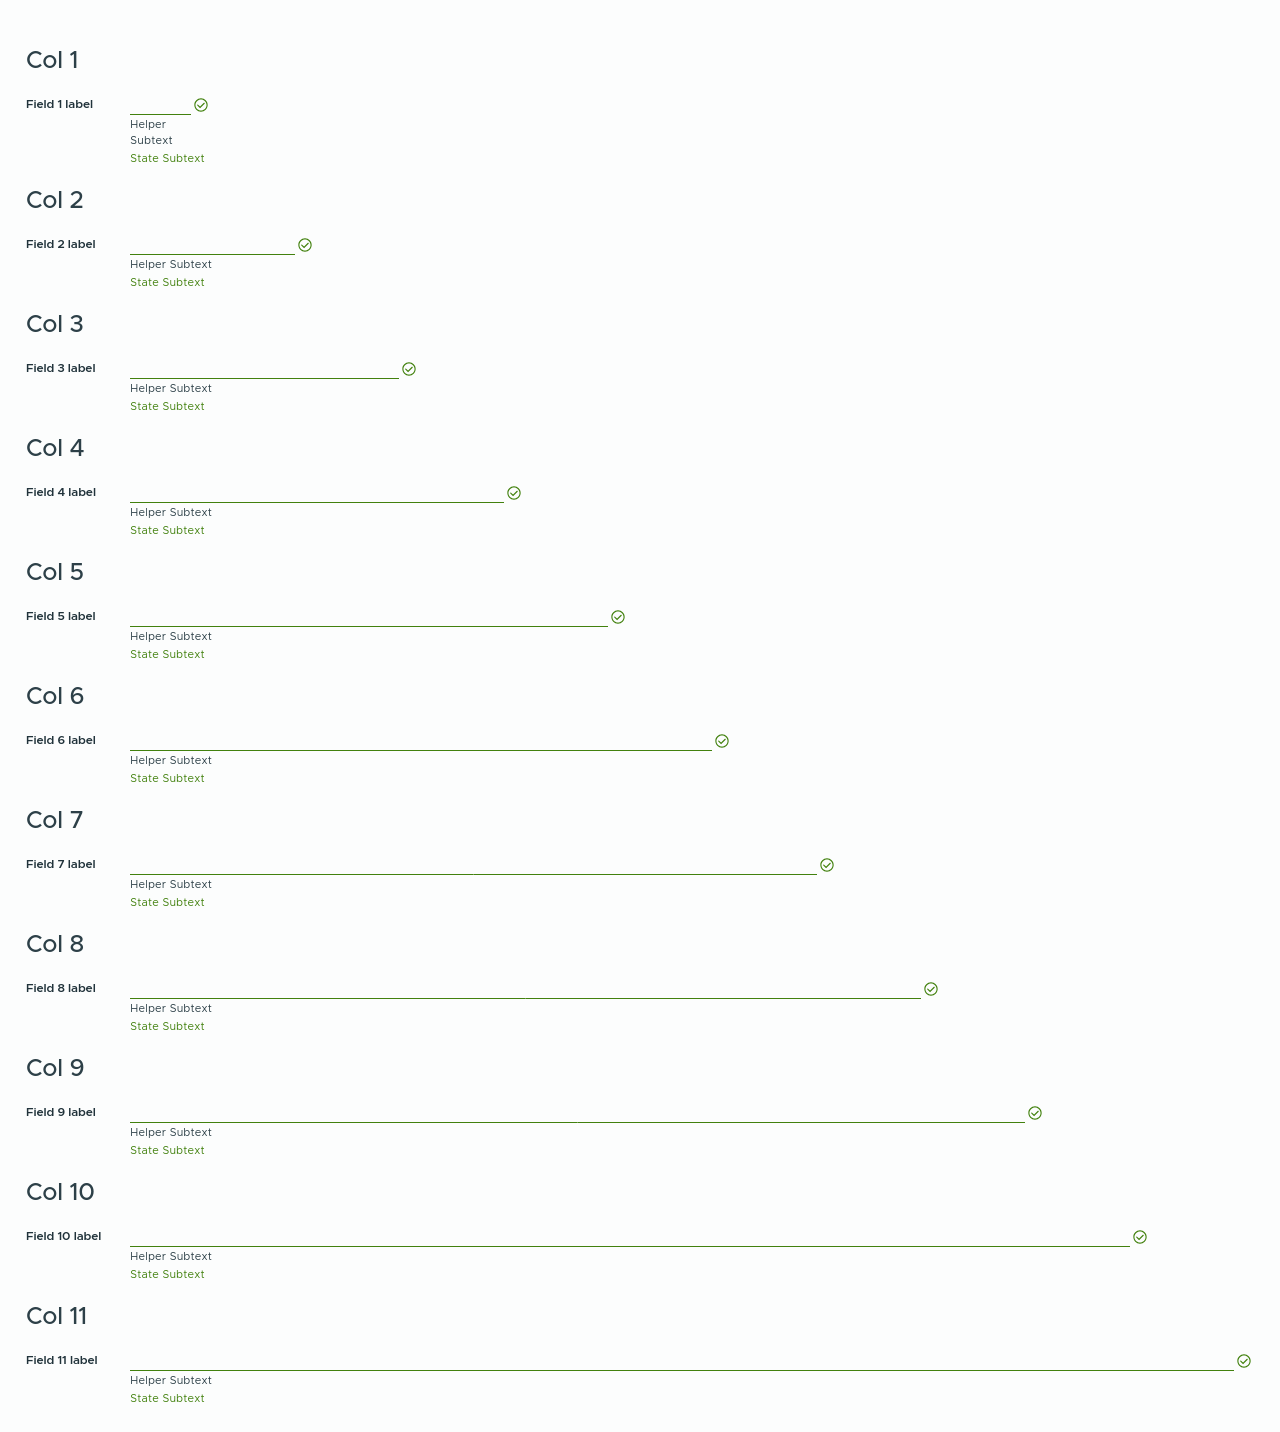 Col 1
Field 1 label
Helper
Subtext
State Subtext
Col 2
Field 2 label
Helper Subtext
State Subtext
Col 3
Field 3 label
Helper Subtext
State Subtext
Col 4
Field 4 label
Helper Subtext
State Subtext
Col 5
Field 5 label
Helper Subtext
State Subtext
Col 6
Field 6 label
Helper Subtext
State Subtext
Col 7
Field 7 label
Helper Subtext
State Subtext
Col 8
Field 8 label
Helper Subtext
State Subtext
Col 9
Field 9 label
Helper Subtext
State Subtext
Col 10
Field 10 label
Helper Subtext
State Subtext
Col 11
Field 11 label
Helper Subtext
State Subtext